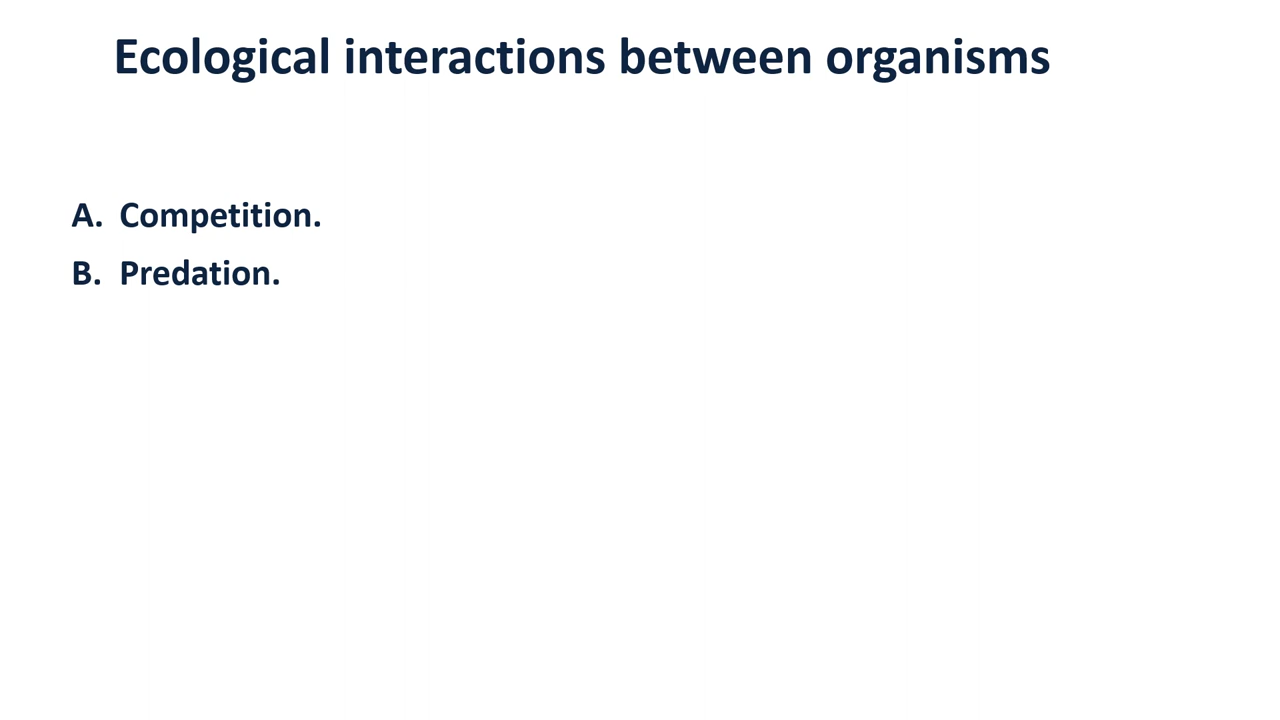 Ecological interactions between organisms
A. Competition.
B. Predation.